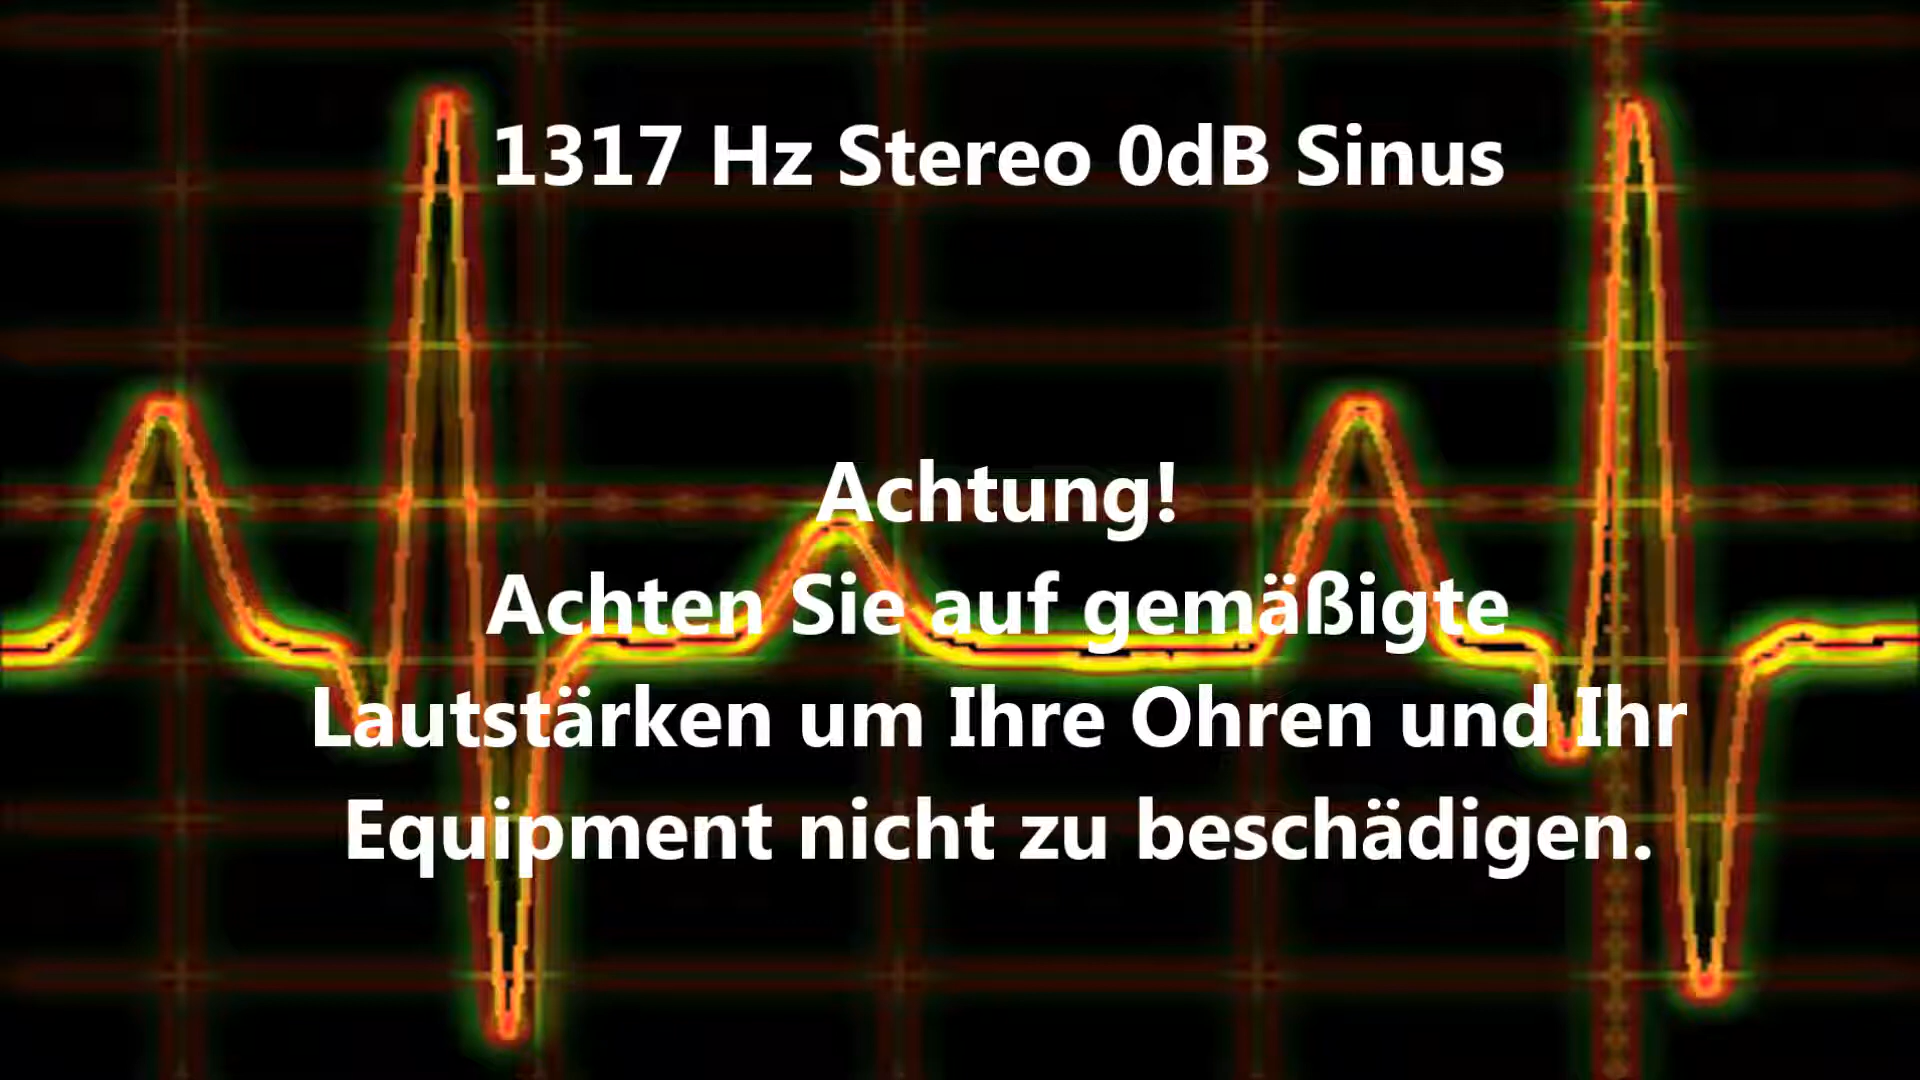 1317 Hz Stereo 0dB Sinus
Achtung!
Achten Sie auf gemäßigte
Lautstärken um Ihre Ohren und Ihr
Equipment nicht zu beschädigen.